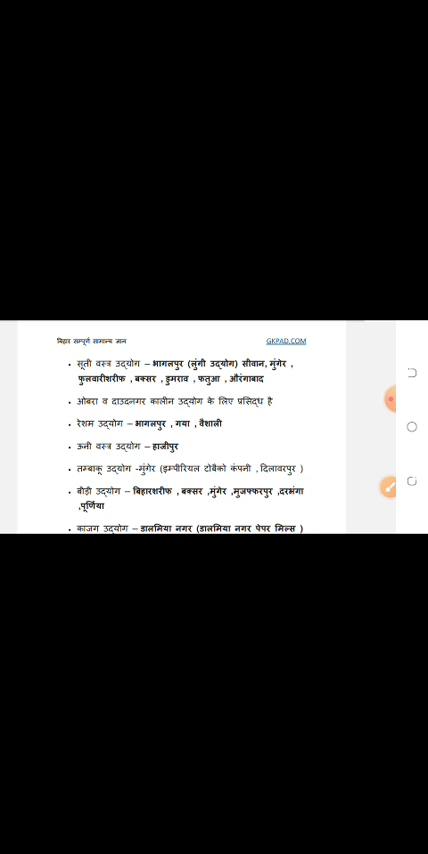 बिहार सम्पूर्ण सामान्य ज्ञान
GKPAD.COM
• सूती वस्त्र उद्योग – भागलपुर (लुंगी उद्योग) सीवान, मुंगेर ,
फुलवारीशरीफ , बक्सर , डुमराव , फतुआ , औरंगाबाद
• ओबरा व दाउदनगर कालीन उद्योग के लिए प्रसिद्ध है
• रेशम उद्योग – भागलपुर , गया , वैशाली
• ऊनी वस्त्र उद्योग – हाजीपुर
• तम्बाकू उद्योग -मुंगेर (इम्पीरियल टोबैको कंपनी , दिलावरपुर )
• बीड़ी उद्योग – बिहारशरीफ , बक्सर ,मुंगेर ,मुजफ्फरपुर ,दरभंगा
,पूर्णिया
• काजग उद्योग – डालमिया नगर (डालमिया नगर पेपर मिल्स )